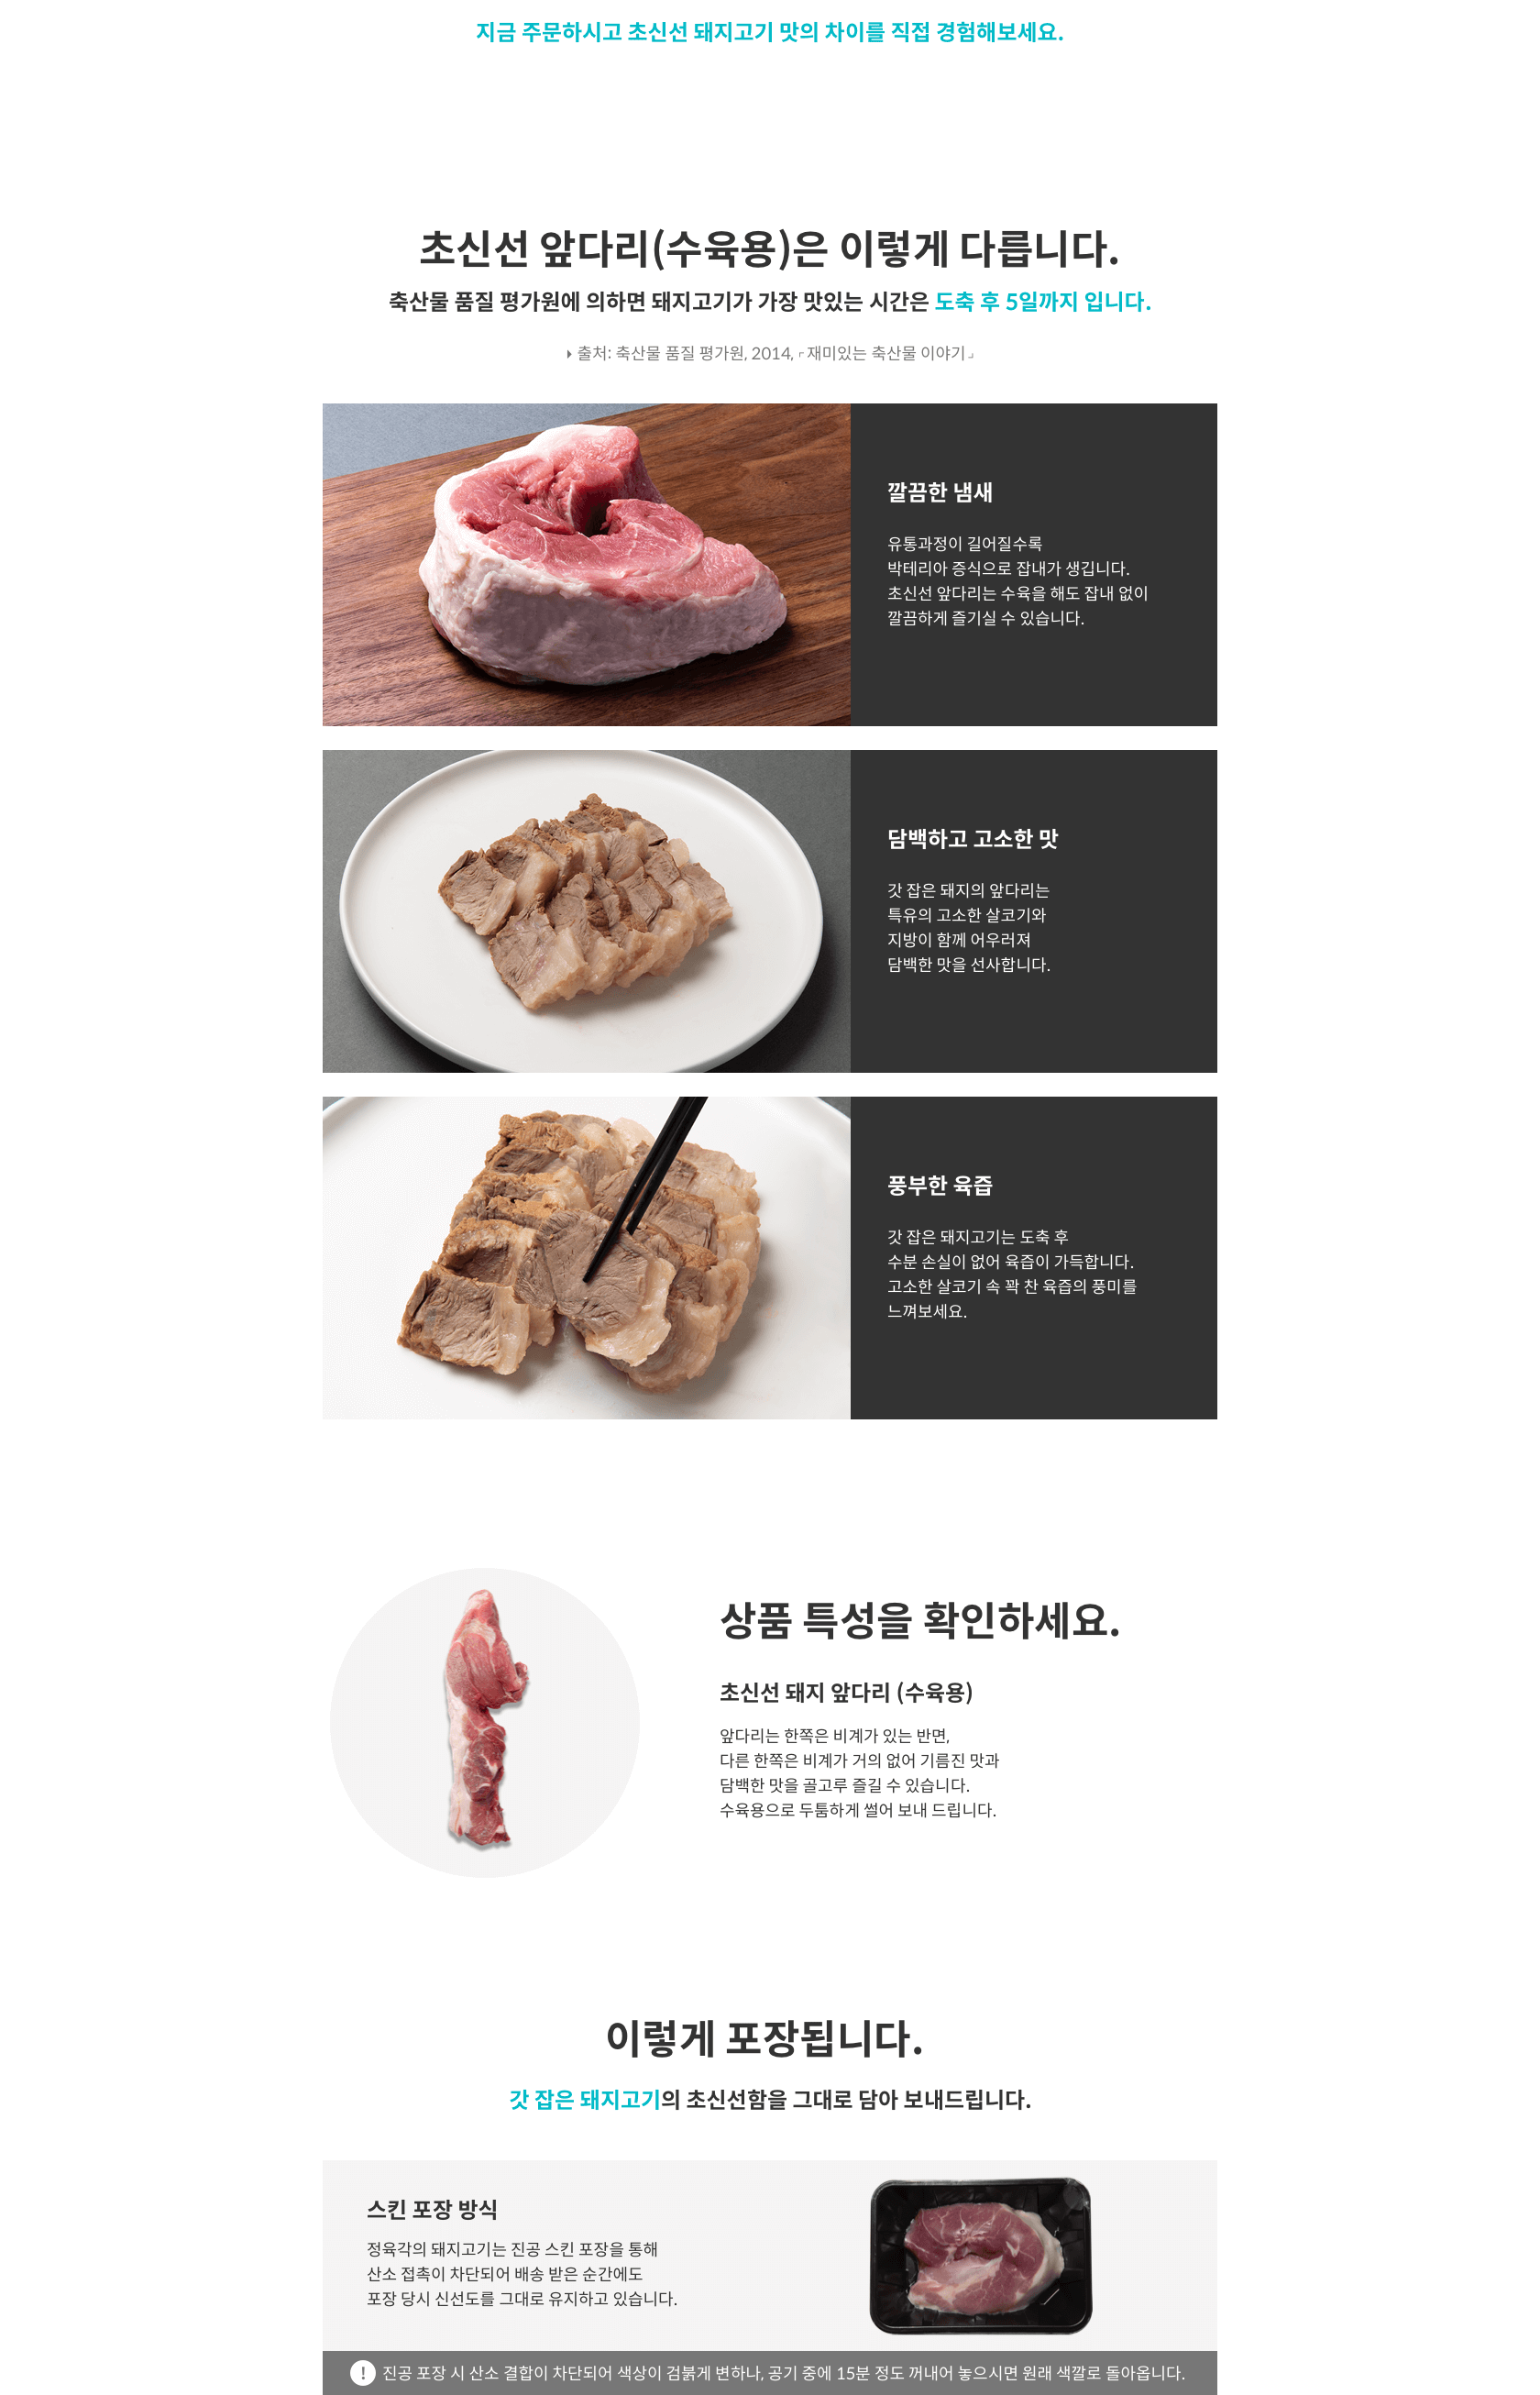 지금 주문하시고 초신선 돼지고기 맛의 차이를 직접 경험해보세요.
초신선 앞다리(수육용)은 이렇게 다릅니다.
축산물 품질 평가원에 의하면 돼지고기가 가장 맛있는 시간은 도축 후 5일까지 입니다.
출처: 축산물 품질 평가원, 2014, 「재미있는 축산물 이야기」
깔끔한 냄새
유통과정이 길어질수록
박테리아 증식으로 잡내가 생깁니다.
초신선 앞다리는 수육을 해도 잡내 없이
깔끔하게 즐기실 수 있습니다.
담백하고 고소한 맛
갓 잡은 돼지의 앞다리는
특유의 고소한 살코기와
지방이 함께 어우러져
담백한 맛을 선사합니다.
풍부한 육즙
갓 잡은 돼지고기는 도축 후
수분 손실이 없어 육즙이 가득합니다.
고소한 살코기 속 꽉 찬 육즙의 풍미를
느껴보세요.
상품 특성을 확인하세요.
초신선 돼지 앞다리 (수육용)
앞다리는 한쪽은 비계가 있는 반면,
다른 한쪽은 비계가 거의 없어 기름진 맛과
담백한 맛을 골고루 즐길 수 있습니다.
수육용으로 두툼하게 썰어 보내 드립니다.
이렇게 포장됩니다.
갓 잡은 돼지고기의 초신선함을 그대로 담아 보내드립니다.
스킨 포장 방식
정육각의 돼지고기는 진공 스킨 포장을 통해
산소 접촉이 차단되어 배송 받은 순간에도
포장 당시 신선도를 그대로 유지하고 있습니다.
! 진공 포장 시 산소 결합이 차단되어 색상이 검붉게 변하나, 공기 중에 15분 정도 꺼내어 놓으시면 원래 색깔로 돌아옵니다.